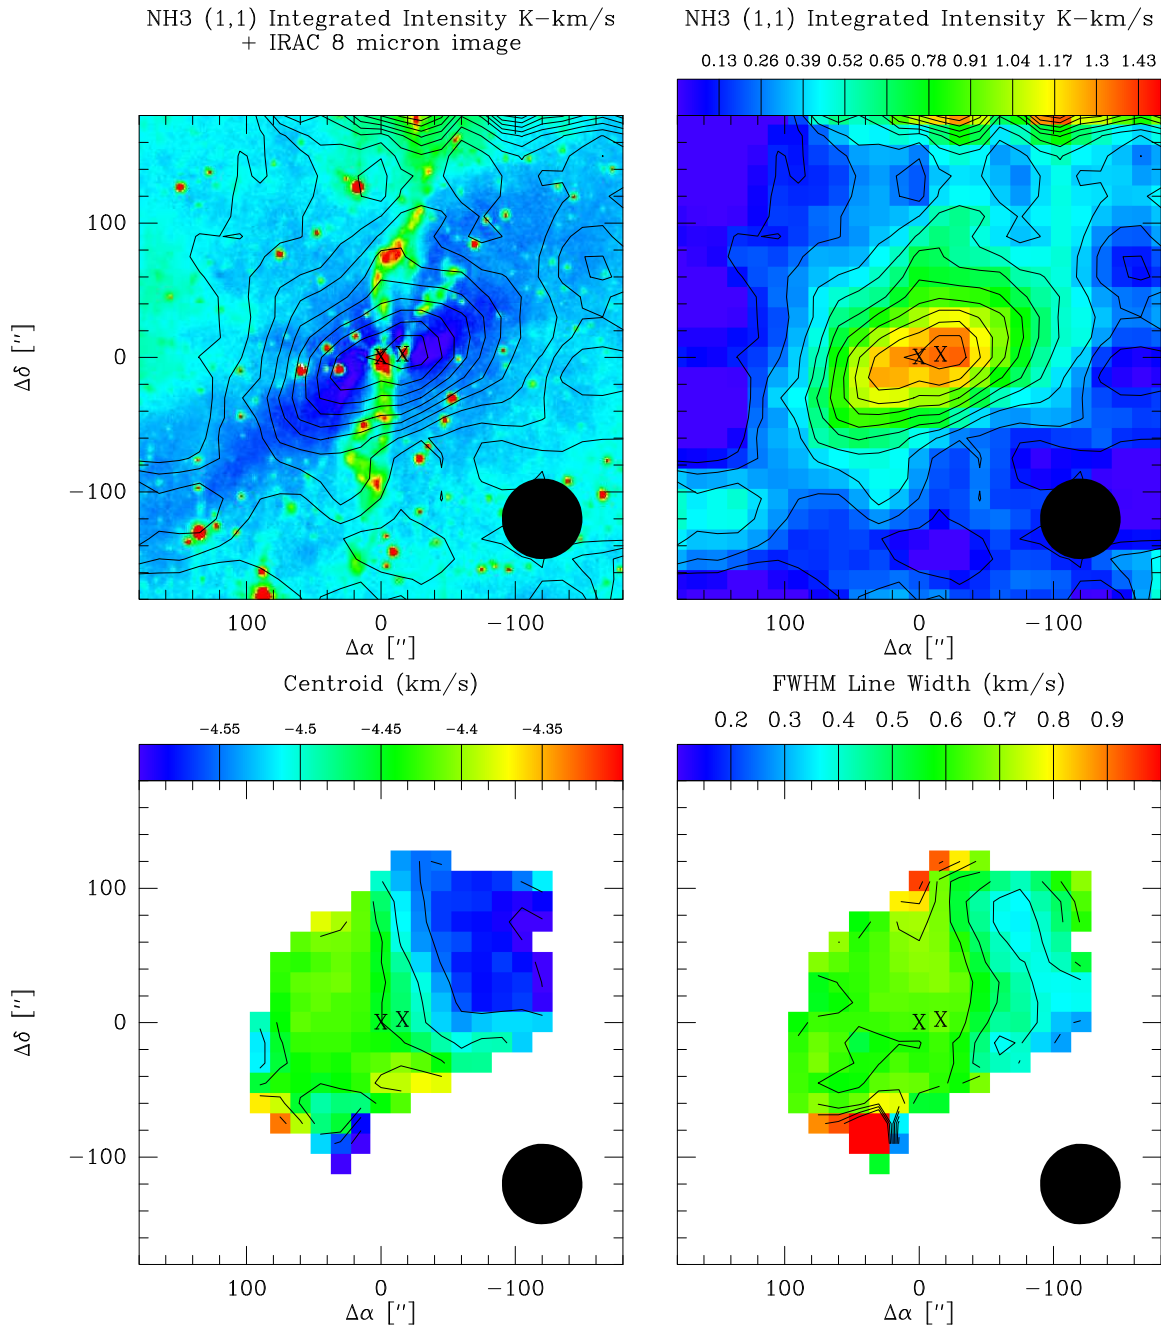 NH3 (1,1) Integrated Intensity K-km/s
+ IRAC 8 micron image
NH3 (1,1) Integrated Intensity K-km/s
0.13 0.26 0.39 0.52 0.65 0.78 0.91 1.04 1.17 1.3 1.43
Δδ ["]
100
0
-100
X X
X X
100 0 -100
100 0 -100
Δα ["]
Δα ["]
Centroid (km/s)
FWHM Line Width (km/s)
-4.55 -4.5 -4.45 -4.4 -4.35
0.2 0.3 0.4 0.5 0.6 0.7 0.8 0.9
Δδ ["]
100
0
-100
X X
X X
100 0 -100
100 0 -100
Δα ["]
Δα ["]